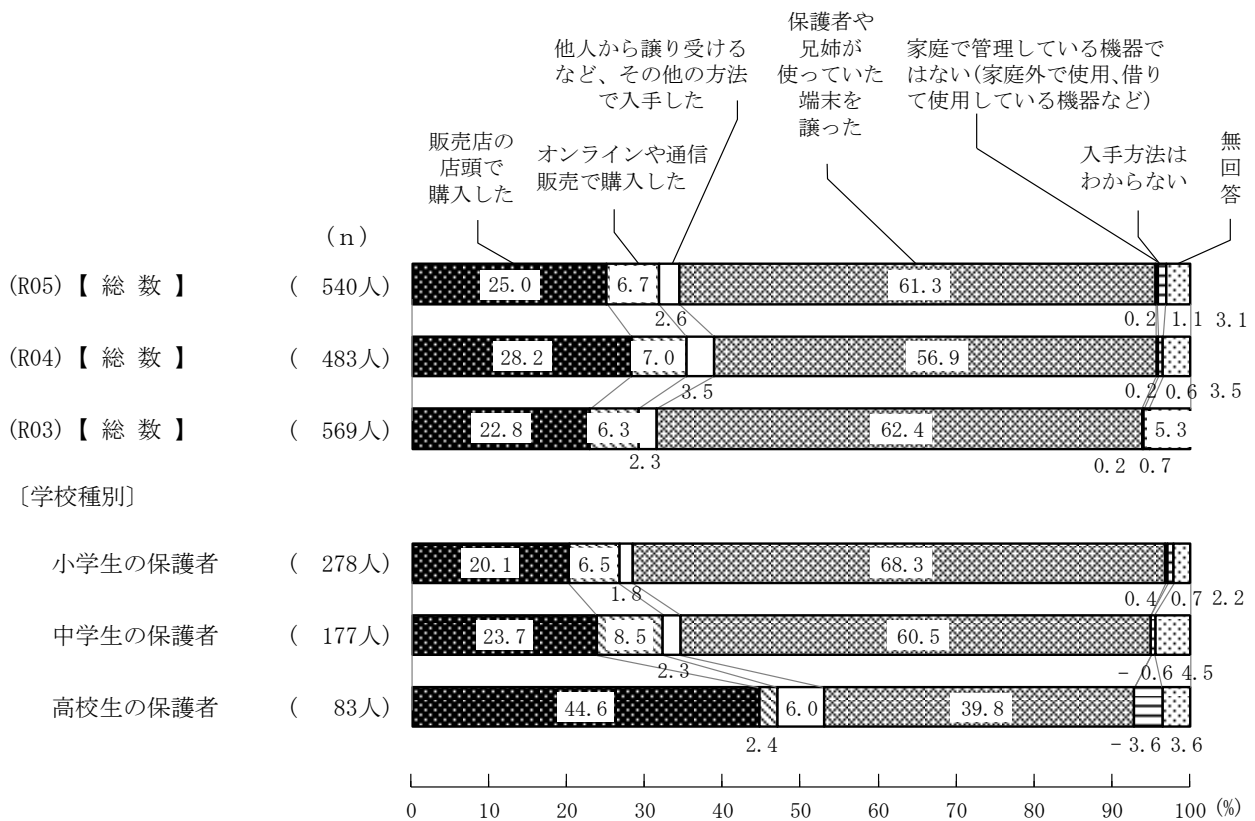 保護者や
兄姉が
使っていた
端末を
譲った
他人から譲り受ける
など、その他の方法
で入手した
家庭で管理している機器で
はない(家庭外で使用、借り
て使用している機器など)
販売店の
店頭で
購入した
オンラインや通信
販売で購入した
入手方法は
わからない
無
回
答
(n)
(R05)【 総 数 】 ( 540人) 25.0 6.7 61.3
2.6 0.2 1.1 3.1
(R04)【 総 数 】 ( 483人) 28.2 7.0 56.9
3.5 0.2 0.6 3.5
(R03)【 総 数 】 ( 569人) 22.8 6.3 62.4 5.3
2.3 0.2 0.7
〔学校種別〕
小学生の保護者 ( 278人) 20.1 6.5 68.3
1.8 0.4 0.7 2.2
中学生の保護者 ( 177人) 23.7 8.5 60.5
2.3 - 0.6 4.5
高校生の保護者 ( 83人) 44.6 6.0 39.8
2.4 - 3.6 3.6
0 10 20 30 40 50 60 70 80 90 100 (%)